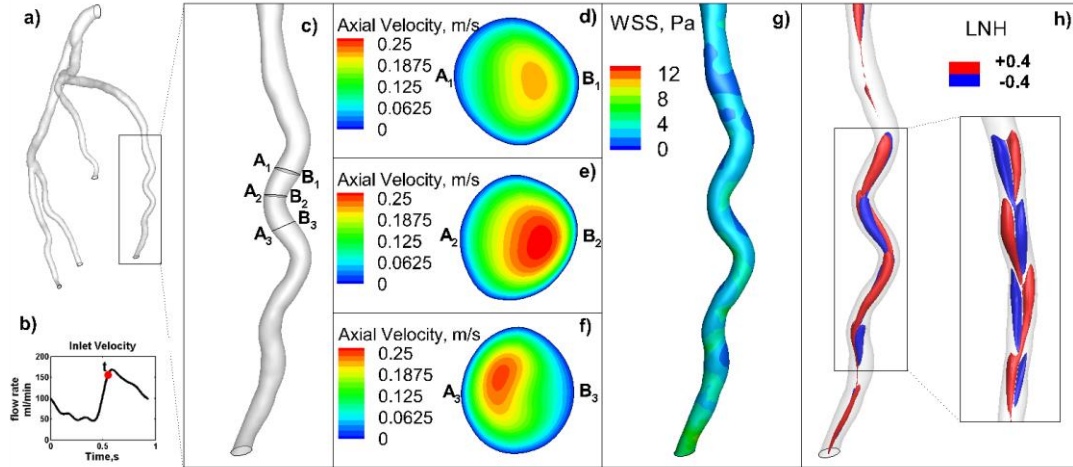 a)
b)
Inlet Velocity
flow rate
ml/min
200
150
100
50
0
t
0 0.5 1
Time,s
c)
A1
B1
A2
B2
B3
A3
d)
Axial Velocity, m/s
0.25
0.1875
0.125
0.0625
0
A1 B1
e)
Axial Velocity, m/s
0.25
0.1875
0.125
0.0625
0
A2 B2
f)
Axial Velocity, m/s
0.25
0.1875
0.125
0.0625
0
A3 B3
g)
WSS, Pa
12
8
4
0
h)
LNH
+0.4
-0.4